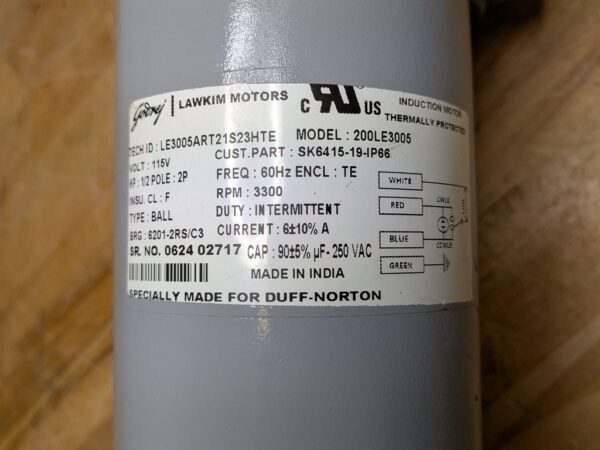 Godrej
LAWKIM MOTORS
c RU US
INDUCTION MOTOR
THERMALLY PROTECTED
TECH ID : LE3005ART21S23HTE MODEL : 200LE3005
VOLT : 115V CUST.PART : SK6415-19-IP66
HP : 1/2 POLE : 2P FREQ : 60Hz ENCL : TE
INSU. CL : F RPM : 3300
TYPE : BALL DUTY : INTERMITTENT
BRG : 6201-2RS/C3 CURRENT : 6±10% A
SR. NO. 0624 02717 CAP : 90±5% µF- 250 VAC
MADE IN INDIA
SPECIALLY MADE FOR DUFF-NORTON
WHITE
RED
BLUE
GREEN
CWLE
CCWLE